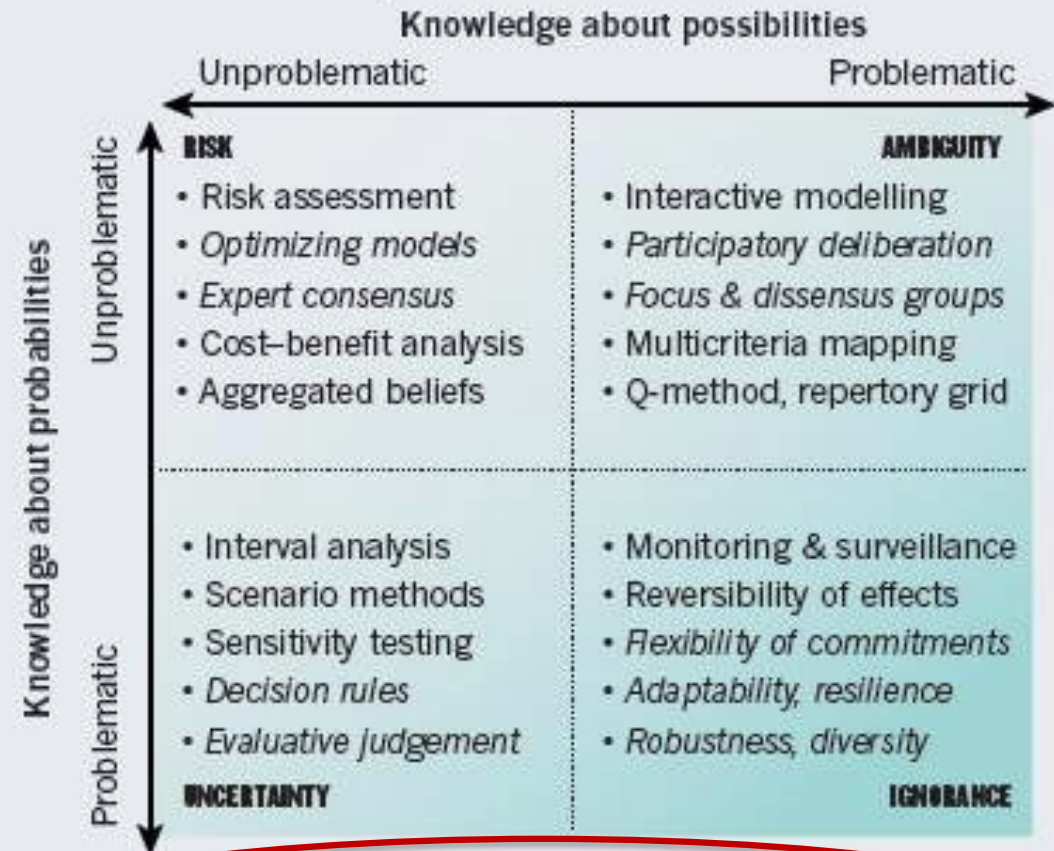 Knowledge about possibilities
Unproblematic Problematic
Knowledge about probabilities
Unproblematic
Problematic
RISK
• Risk assessment
• Optimizing models
• Expert consensus
• Cost–benefit analysis
• Aggregated beliefs
AMBIGUITY
• Interactive modelling
• Participatory deliberation
• Focus & dissensus groups
• Multicriteria mapping
• Q-method, repertory grid
• Interval analysis
• Scenario methods
• Sensitivity testing
• Decision rules
• Evaluative judgement
UNCERTAINTY
• Monitoring & surveillance
• Reversibility of effects
• Flexibility of commitments
• Adaptability, resilience
• Robustness, diversity
IGNORANCE